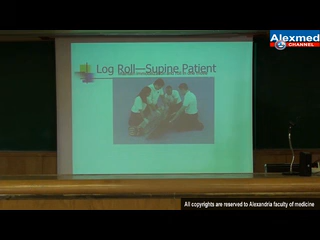 Alexmed
CHANNEL
Log Roll—Supine Patient
All copyrights are reserved to Alexandria faculty of medicine